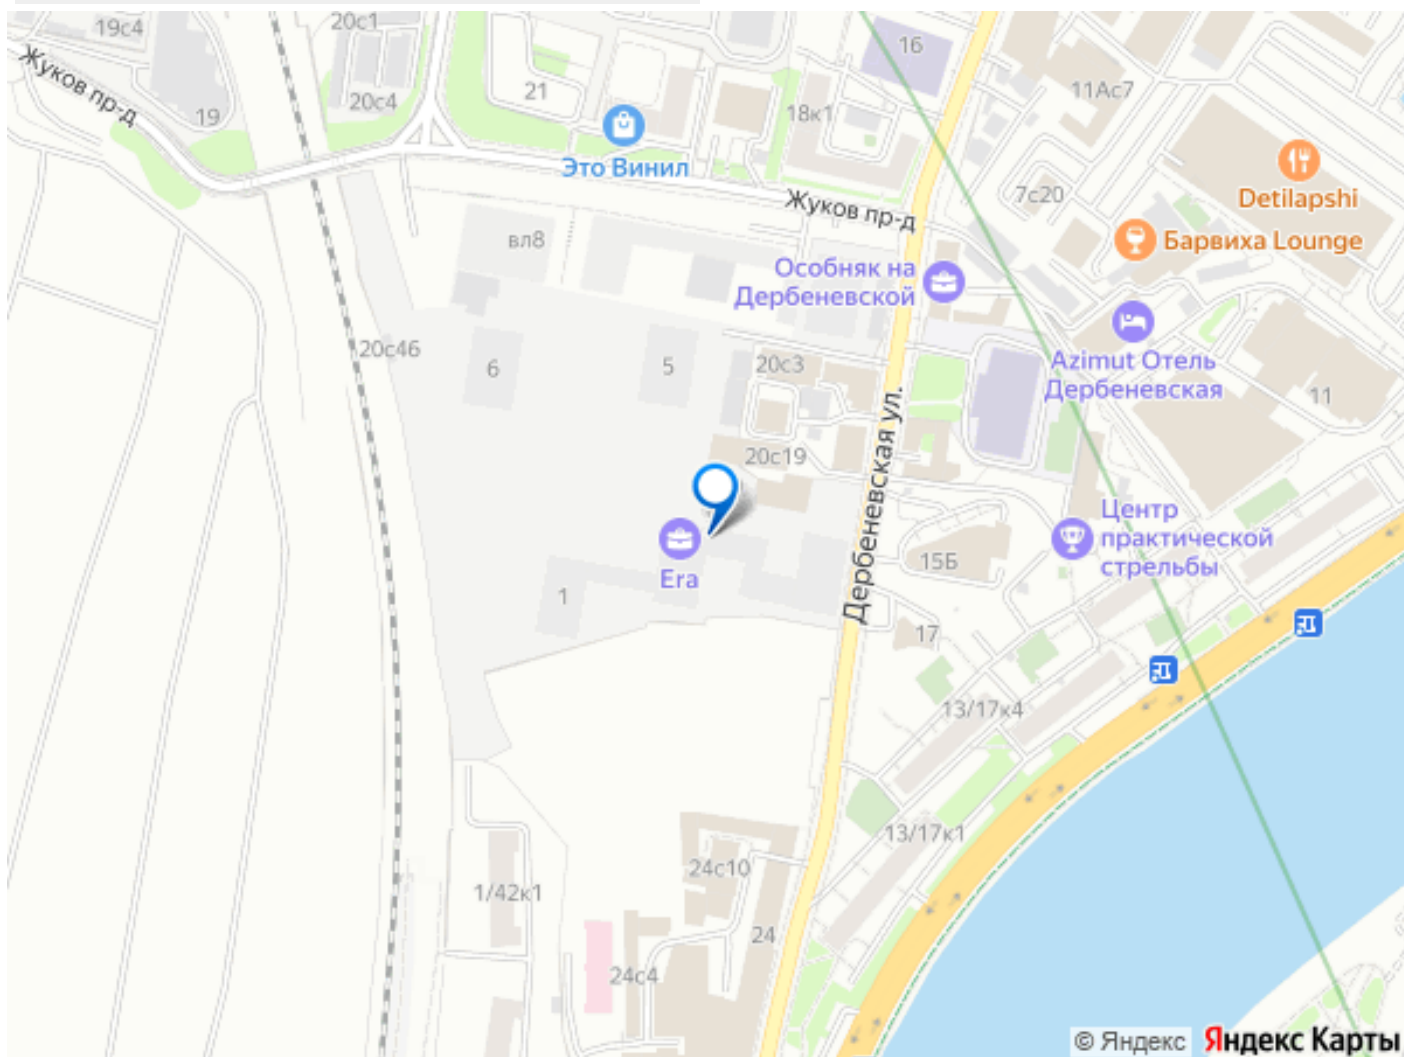 19с4
20с1
16
Жуков пр-д
20с4
21
11Ас7
19
18к1
Это Винил
7с20
Detilapshi
Жуков пр-д
вл8
Барвиха Lounge
Особняк на
Дербеневской
20с46
6
5
20с3
Azimut Отель
Дербеневская
11
Дербеневская ул.
20с19
Центр
практической
стрельбы
15Б
Era
1
17
13/17к4
13/17к1
24с10
1/42к1
24
24с4
© Яндекс Яндекс Карты